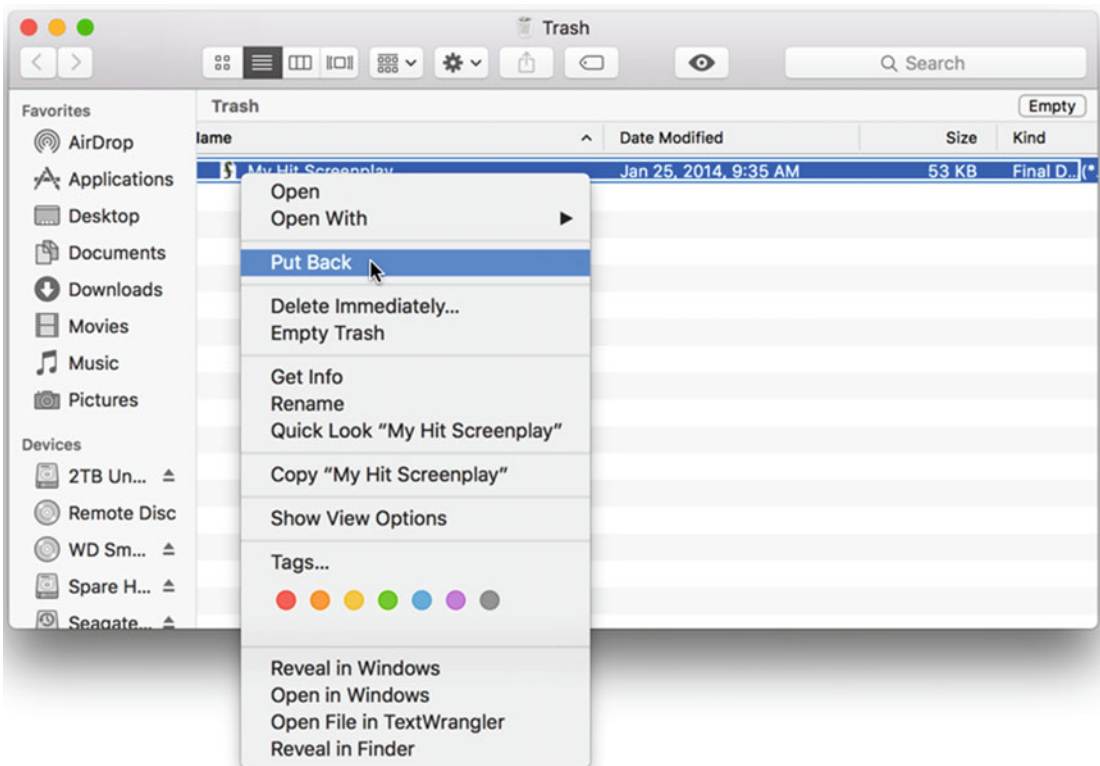 Trash
Search
Favorites
AirDrop
Applications
Desktop
Documents
Downloads
Movies
Music
Pictures
Devices
2TB Un...
Remote Disc
WD Sm...
Spare H...
Seagate...
Trash
Empty
lame
Date Modified
Size
Kind
My Hit Screenplay
Jan 25, 2014, 9:35 AM
53 KB
Final D...(*.
Open
Open With
Put Back
Delete Immediately...
Empty Trash
Get Info
Rename
Quick Look “My Hit Screenplay”
Copy “My Hit Screenplay”
Show View Options
Tags...
Reveal in Windows
Open in Windows
Open File in TextWrangler
Reveal in Finder